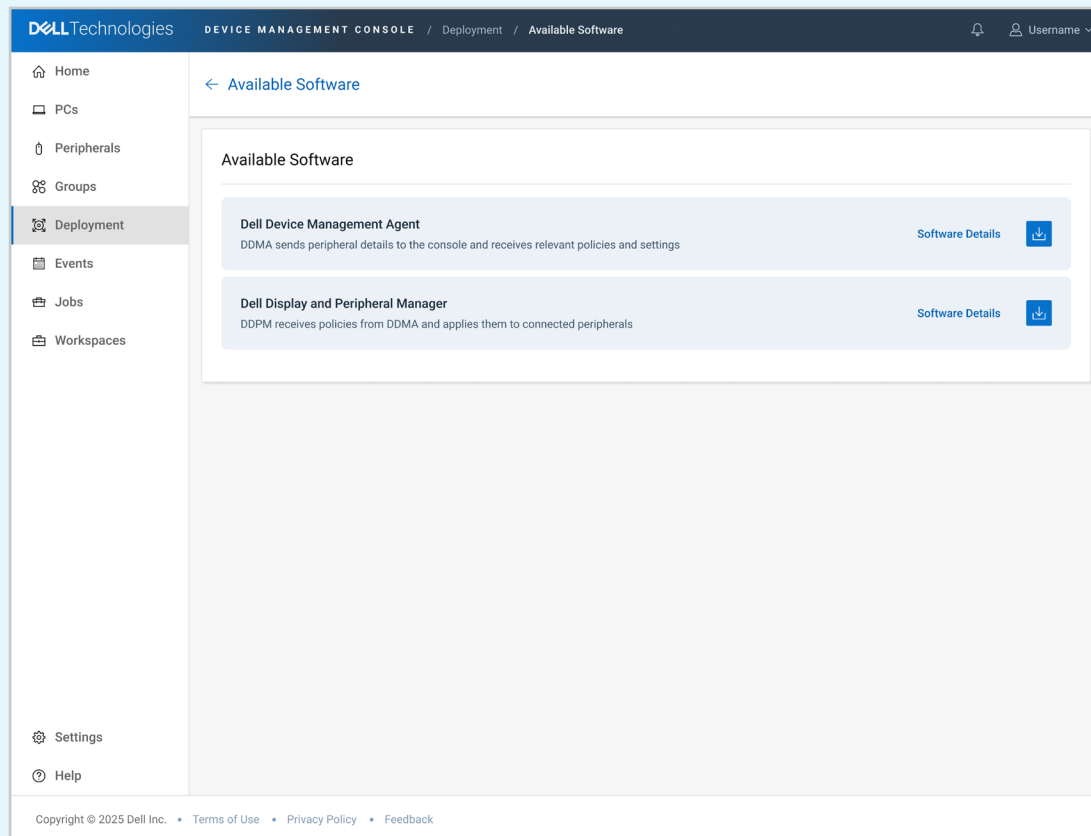 DELLTechnologies DEVICE MANAGEMENT CONSOLE / Deployment / Available Software Username
Home
PCs
Peripherals
Groups
Deployment
Events
Jobs
Workspaces
Settings
Help
← Available Software
Available Software
Dell Device Management Agent
DDMA sends peripheral details to the console and receives relevant policies and settings
Software Details
Dell Display and Peripheral Manager
DDPM receives policies from DDMA and applies them to connected peripherals
Software Details
Copyright © 2025 Dell Inc. • Terms of Use • Privacy Policy • Feedback